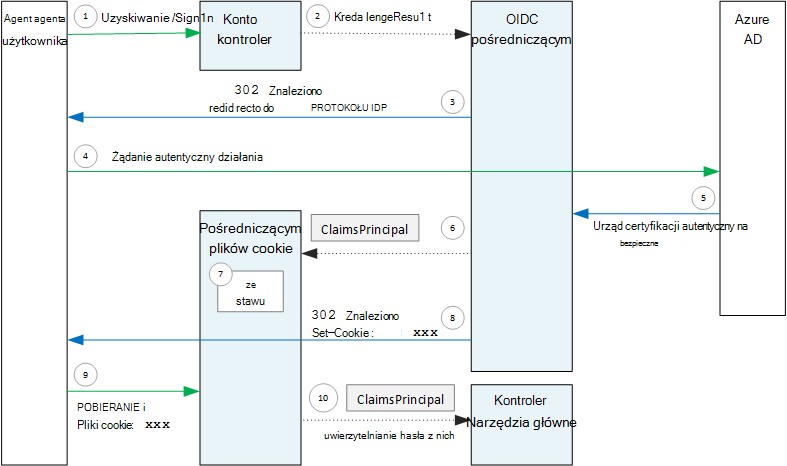 Agent agenta
użytkownika
1
Uzyskiwanie /Sign1n
Konto
kontroler
2
Kreda lengeResu1 t
OIDC
pośredniczącym
Azure
AD
302 Znaleziono
redid recto do PROTOKOŁU IDP
3
4
Żądanie autentyczny działania
5
Urząd certyfikacji autentyczny na
bezpieczne
Pośredniczącym
plików cookie
ClaimsPrincipal
6
7
ze
stawu
302 Znaleziono
Set-Cookie : xxx
8
9
POBIERANIE i
Pliki cookie: xxx
10
ClaimsPrincipal
uwierzytelnianie hasła z nich
Kontroler
Narzędzia główne